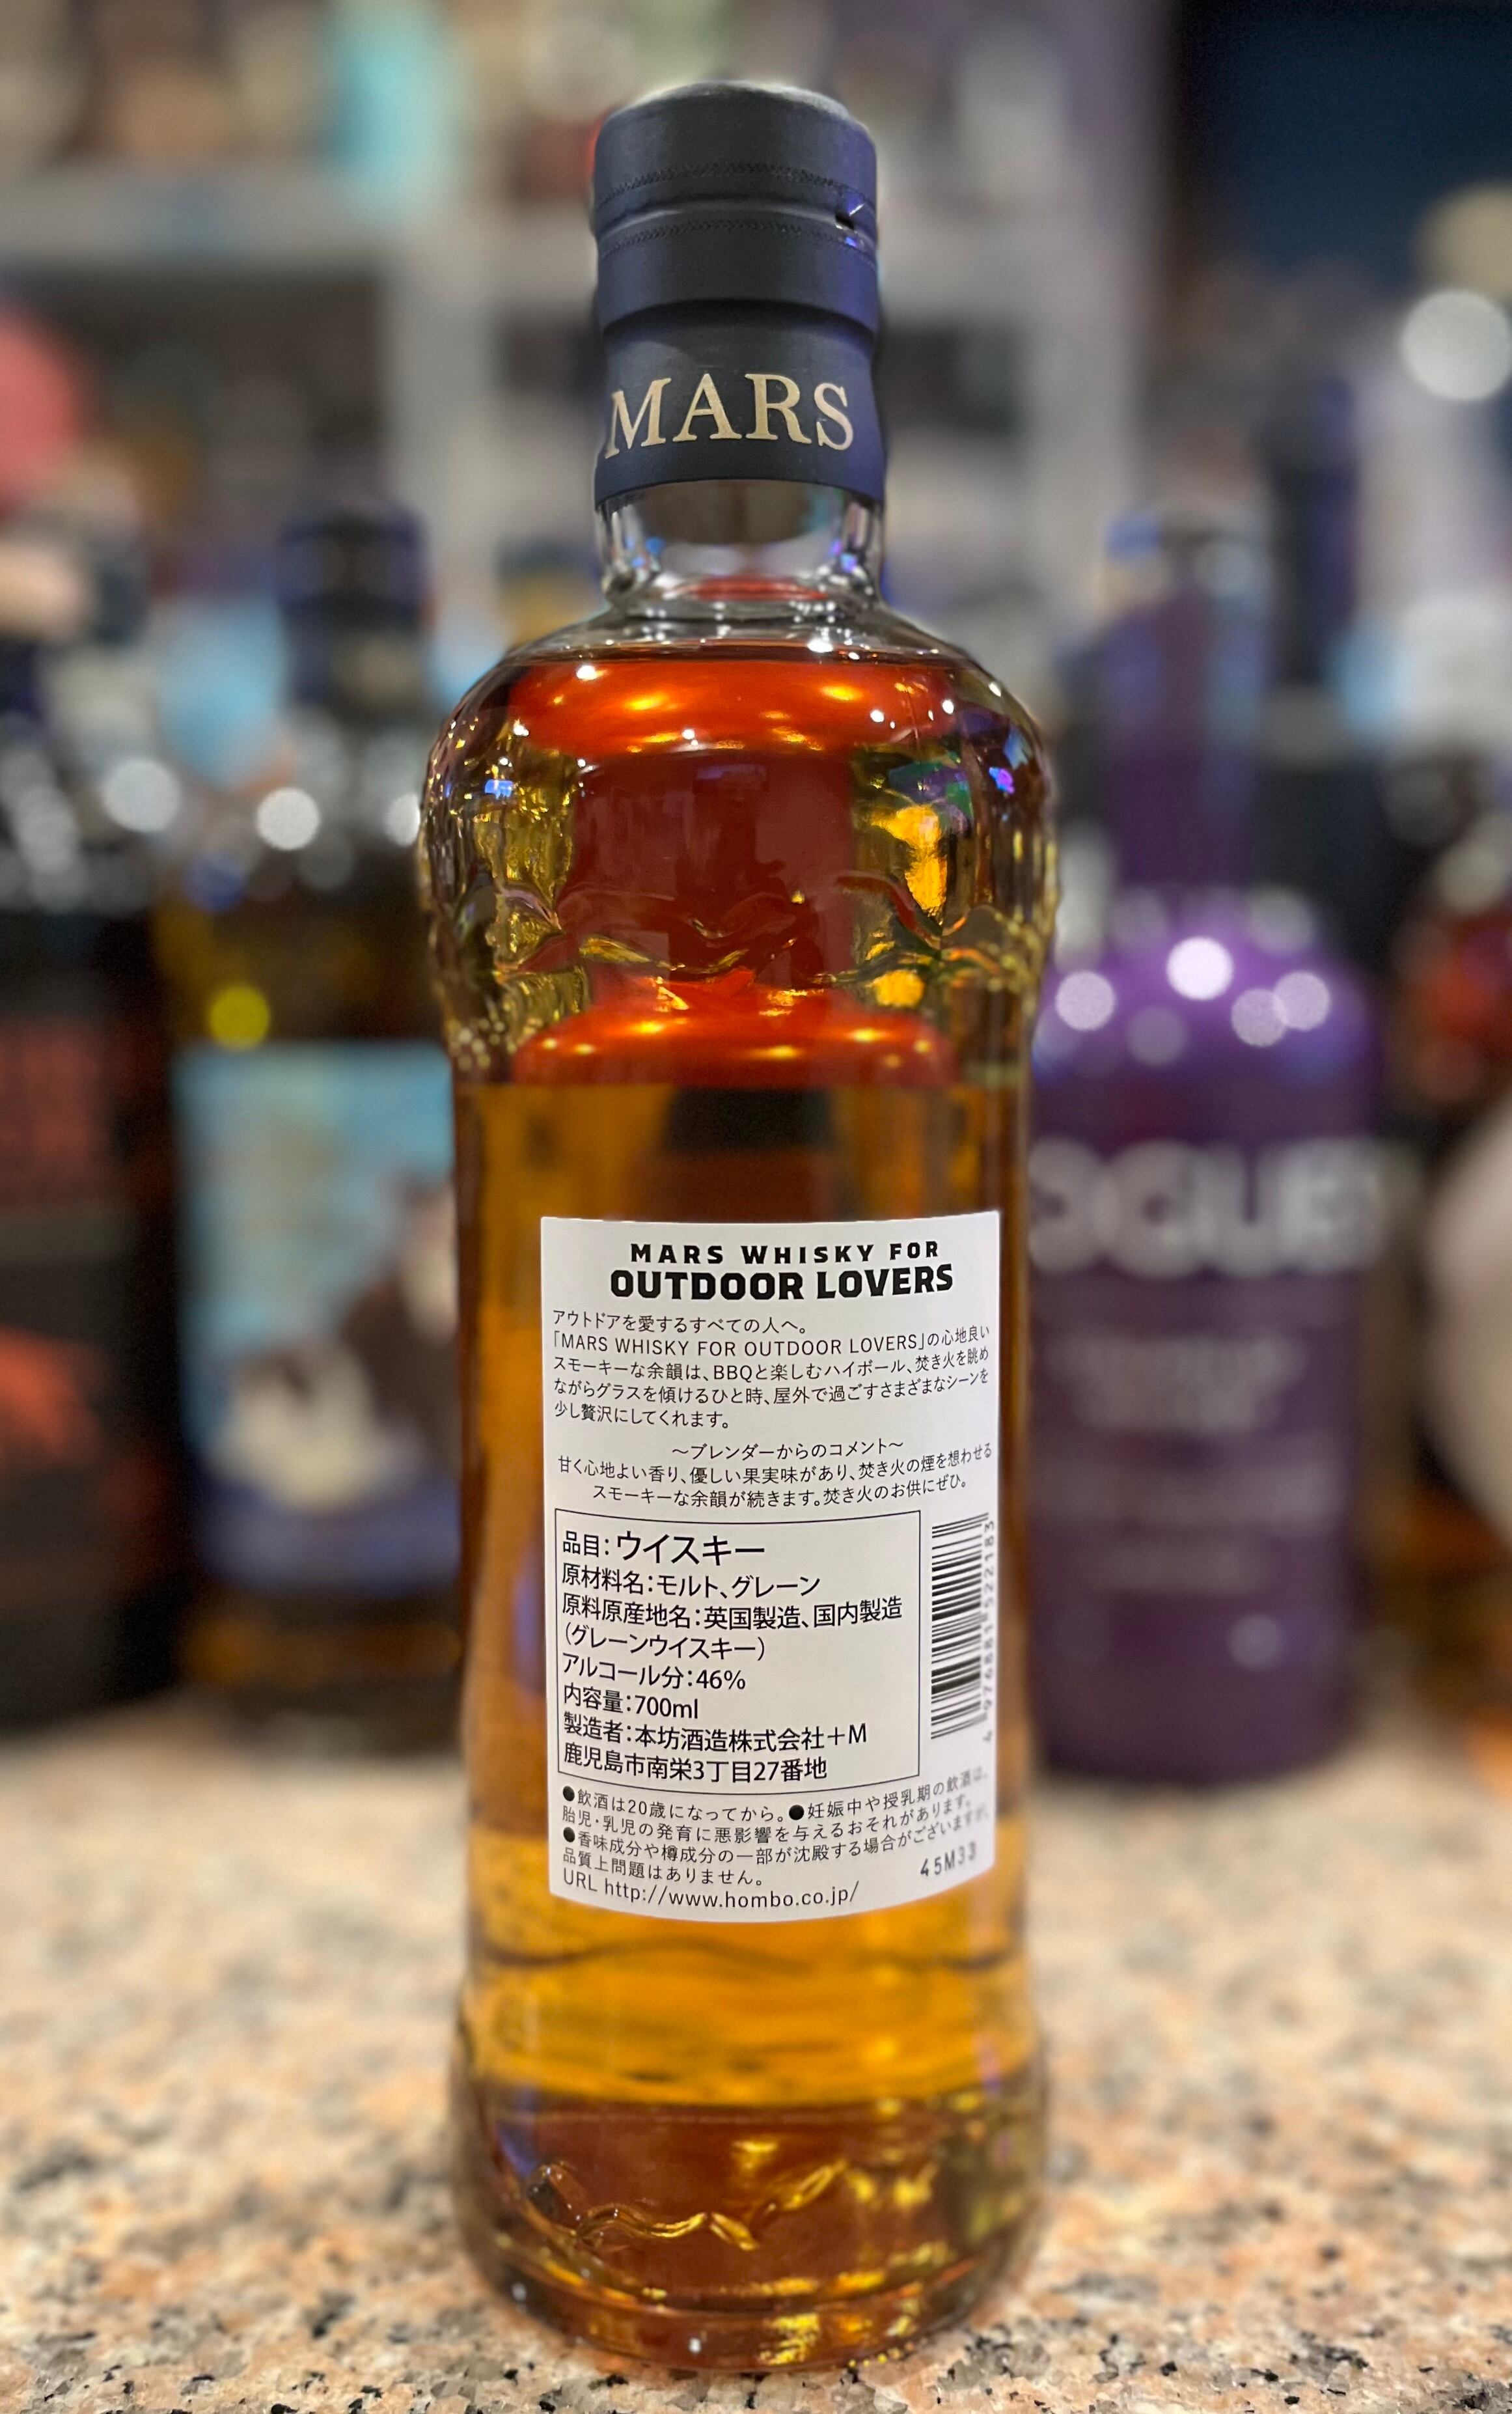 MARS
MARS WHISKY FOR
OUTDOOR LOVERS
アウトドアを愛するすべての人へ。
「MARS WHISKY FOR OUTDOOR LOVERS」の心地良い
スモーキーな余韻は、BBQと楽しむハイボール、焚き火を眺め
ながらグラスを傾けるひと時、屋外で過ごすさまざまなシーンを
少し贅沢にしてくれます。
～ブレンダーからのコメント～
甘く心地よい香り、優しい果実味があり、焚き火の煙を想わせる
スモーキーな余韻が続きます。焚き火のお供にぜひ。
品目：ウイスキー
原材料名：モルト、グレーン
原料原産地名：英国製造、国内製造
（グレーンウイスキー）
アルコール分：46%
内容量：700ml
製造者：本坊酒造株式会社＋M
鹿児島市南栄3丁目27番地
4 976881 522183
●飲酒は20歳になってから。●妊娠中や授乳期の飲酒は、
胎児・乳児の発育に悪影響を与えるおそれがあります。
●香味成分や樽成分の一部が沈殿する場合がございますが、
品質上問題はありません。
URL http://www.hombo.co.jp/
45M33